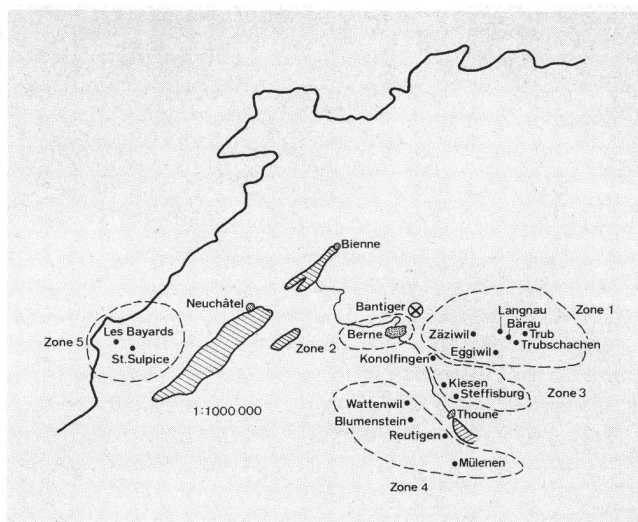 Bienne
Neuchâtel
Bantiger
Langnau
Zone 1
Bärau
Les Bayards
Zäziwil
Trub
Zone 5
Zone 2
Berne
Trubschachen
St.Sulpice
Konolfingen
Eggiwil
Kiesen
1:1000 000
Wattenwil
Steffisburg
Zone 3
Blumenstein
Thoune
Reutigen
Mülenen
Zone 4